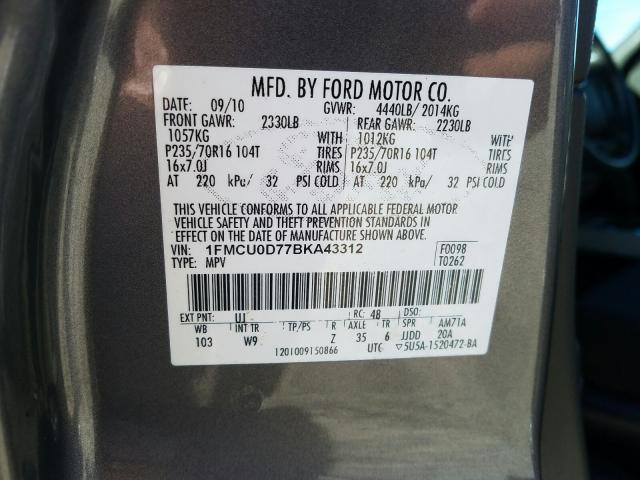 MFD. BY FORD MOTOR CO.
DATE: 09/10 GVWR: 4440LB/ 2014KG
FRONT GAWR: 2330LB REAR GAWR: 2230LB
1057KG WITH 1012KG WITH
P235/70R16 104T TIRES P235/70R16 104T TIRES
16x7.0J RIMS 16x7.0J RIMS
AT 220 kPa/ 32 PSI COLD AT 220 kPa/ 32 PSI COLD
THIS VEHICLE CONFORMS TO ALL APPLICABLE FEDERAL MOTOR
VEHICLE SAFETY AND THEFT PREVENTION STANDARDS IN
EFFECT ON THE DATE OF MANUFACTURE SHOWN ABOVE.
VIN: 1FMCU0D77BKA43312 F0098
TYPE: MPV T0262
EXT PNT: UJ RC: 48 DSO:
WB INT TR TP/PS R AXLE TR SPR AM71A
103 W9 Z 35 6 JJDD 20A
1201009150866 UTC ▽5U5A-1520472-BA